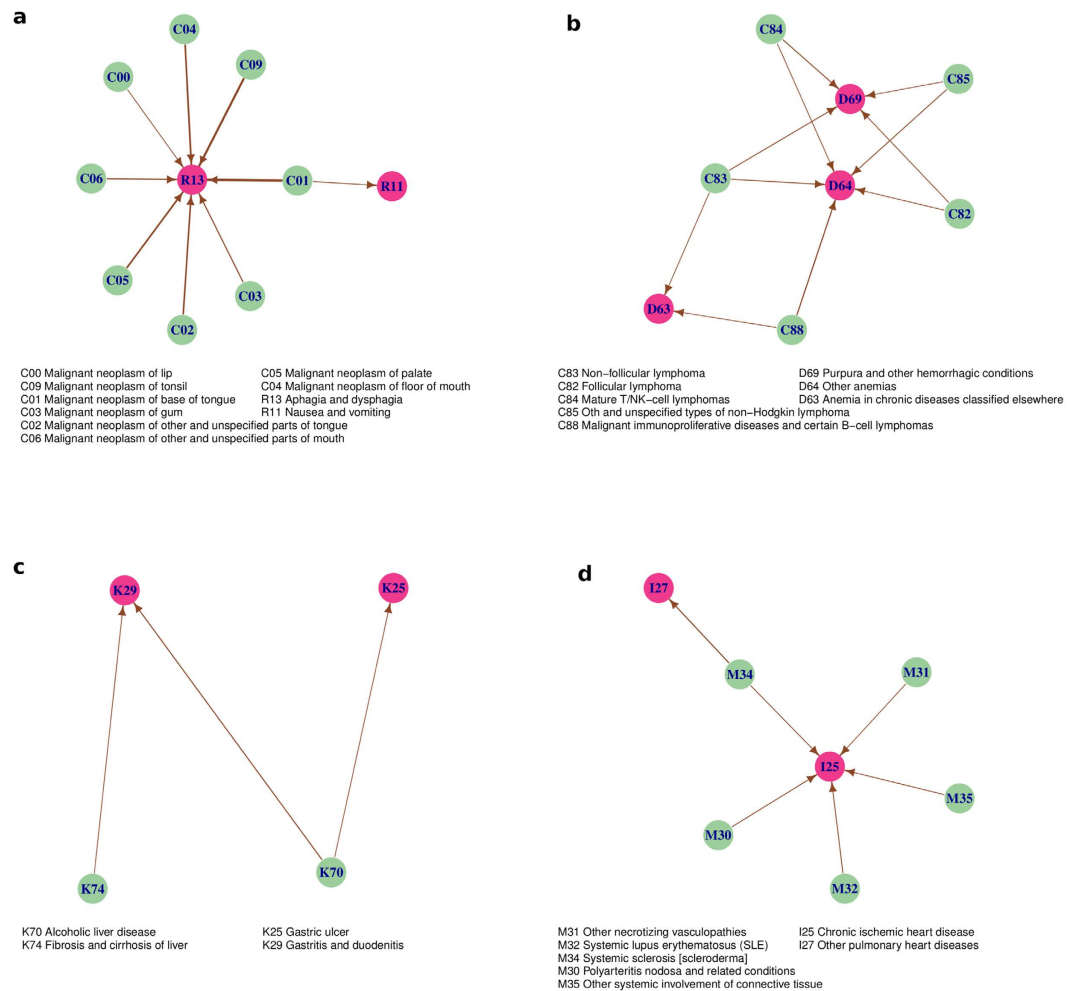 a
C04
C09
C00
C06
R13
C01
R11
C05
C03
C02
C00 Malignant neoplasm of lip
C09 Malignant neoplasm of tonsil
C01 Malignant neoplasm of base of tongue
C03 Malignant neoplasm of gum
C02 Malignant neoplasm of other and unspecified parts of tongue
C06 Malignant neoplasm of other and unspecified parts of mouth
C05 Malignant neoplasm of palate
C04 Malignant neoplasm of floor of mouth
R13 Aphagia and dysphagia
R11 Nausea and vomiting
b
C84
C85
D69
C83
D64
C82
D63
C88
C83 Non−follicular lymphoma
C82 Follicular lymphoma
C84 Mature T/NK−cell lymphomas
C85 Oth and unspecified types of non−Hodgkin lymphoma
C88 Malignant immunoproliferative diseases and certain B−cell lymphomas
D69 Purpura and other hemorrhagic conditions
D64 Other anemias
D63 Anemia in chronic diseases classified elsewhere
c
K29
K25
K70
K74
K70 Alcoholic liver disease
K74 Fibrosis and cirrhosis of liver
K25 Gastric ulcer
K29 Gastritis and duodenitis
d
I27
M34
M31
I25
M35
M30
M32
M31 Other necrotizing vasculopathies
M32 Systemic lupus erythematosus (SLE)
M34 Systemic sclerosis [scleroderma]
M30 Polyarteritis nodosa and related conditions
M35 Other systemic involvement of connective tissue
I25 Chronic ischemic heart disease
I27 Other pulmonary heart diseases